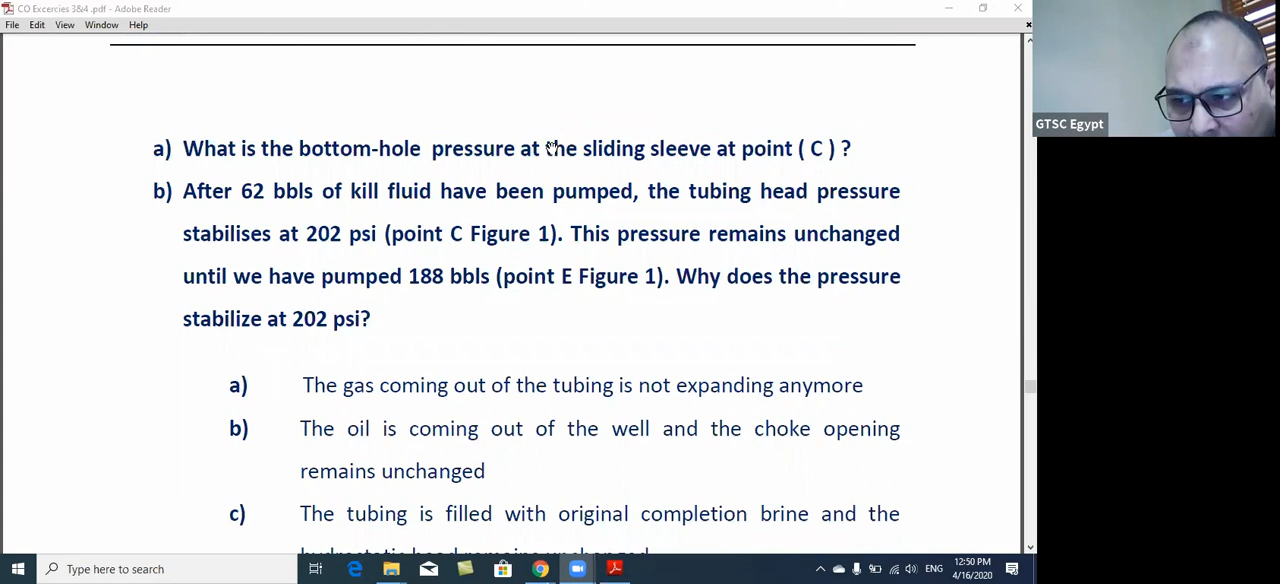 CO Excercies 3&4 .pdf - Adobe Reader
File Edit View Window Help
GTSC Egypt
a) What is the bottom-hole pressure at the sliding sleeve at point ( C ) ?
b) After 62 bbls of kill fluid have been pumped, the tubing head pressure
stabilises at 202 psi (point C Figure 1). This pressure remains unchanged
until we have pumped 188 bbls (point E Figure 1). Why does the pressure
stabilize at 202 psi?
a) The gas coming out of the tubing is not expanding anymore
b) The oil is coming out of the well and the choke opening
remains unchanged
c) The tubing is filled with original completion brine and the
hydrostatic head remains unchanged
Type here to search
ENG
12:50 PM
4/16/2020